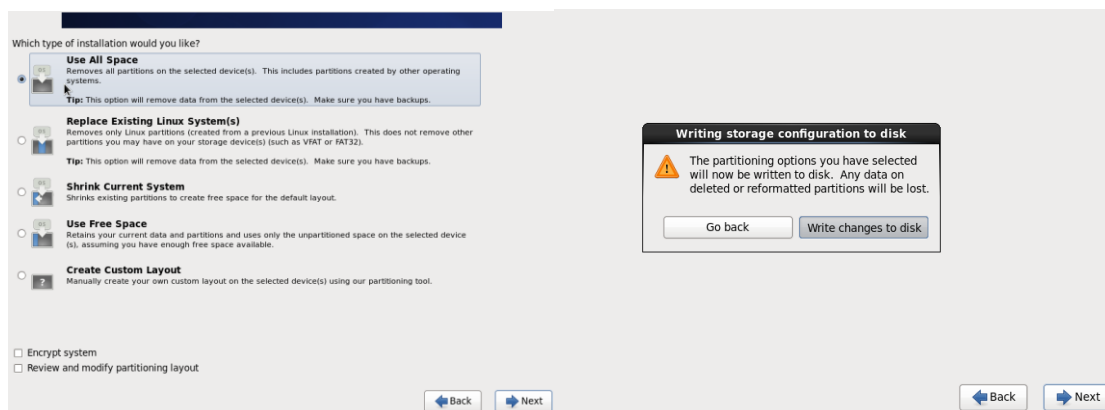 Which type of installation would you like?
Use All Space
Removes all partitions on the selected device(s). This includes partitions created by other operating
systems.
Tip: This option will remove data from the selected device(s). Make sure you have backups.
Replace Existing Linux System(s)
Removes only Linux partitions (created from a previous Linux installation). This does not remove other
partitions you may have on your storage device(s) (such as VFAT or FAT32).
Tip: This option will remove data from the selected device(s). Make sure you have backups.
Shrink Current System
Shrinks existing partitions to create free space for the default layout.
Use Free Space
Retains your current data and partitions and uses only the unpartitioned space on the selected device
(s), assuming you have enough free space available.
Create Custom Layout
Manually create your own custom layout on the selected device(s) using our partitioning tool.
Encrypt system
Review and modify partitioning layout
Back
Next
Writing storage configuration to disk
The partitioning options you have selected
will now be written to disk. Any data on
deleted or reformatted partitions will be lost.
Go back
Write changes to disk
Back
Next